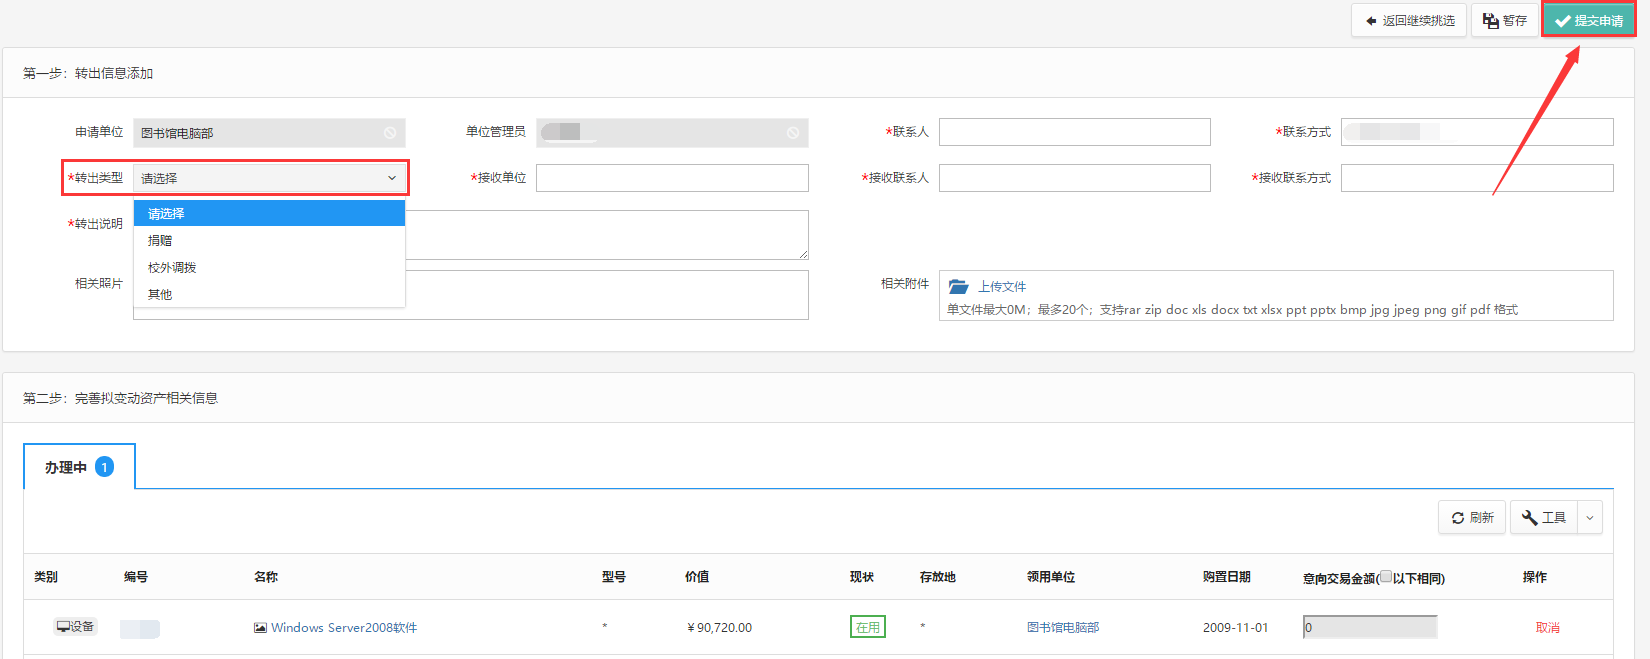 返回继续挑选 暂存 提交申请
第一步：转出信息添加
申请单位 图书馆电脑部 单位管理员 *联系人 *联系方式
*转出类型 请选择 *接收单位 *接收联系人 *接收联系方式
请选择
*转出说明
捐赠
校外调拨
相关照片 相关附件 上传文件
其他
单文件最大0M；最多20个；支持rar zip doc xls docx txt xlsx ppt pptx bmp jpg jpeg png gif pdf 格式
第二步：完善拟变动资产相关信息
办理中 1
刷新 工具
类别 编号 名称 型号 价值 现状 存放地 领用单位 购置日期 意向交易金额(以下相同) 操作
设备 Windows Server2008软件 * ￥90,720.00 在用 * 图书馆电脑部 2009-11-01 0 取消